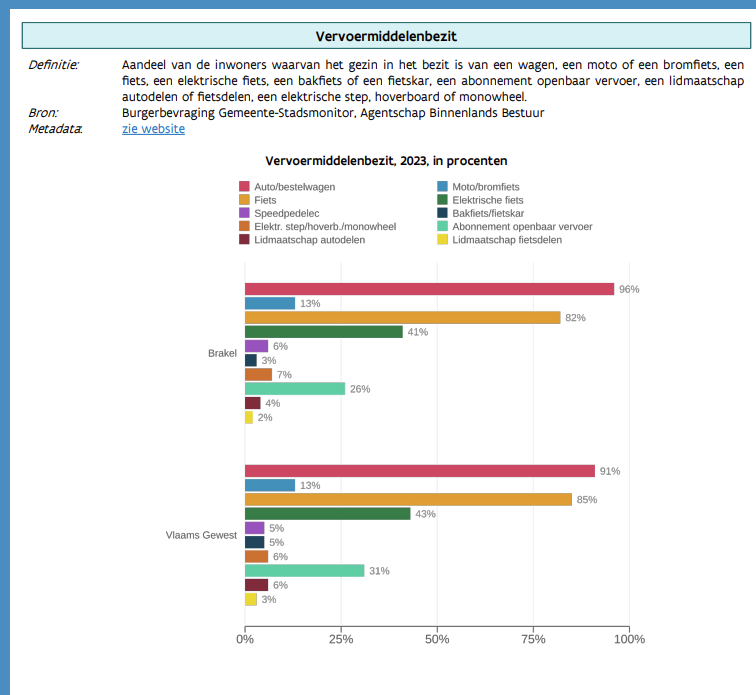 Vervoermiddelenbezit
Definitie: Aandeel van de inwoners waarvan het gezin in het bezit is van een wagen, een moto of een bromfiets, een
fiets, een elektrische fiets, een bakfiets of een fietskar, een abonnement openbaar vervoer, een lidmaatschap
autodelen of fietsdelen, een elektrische step, hoverboard of monowheel.
Bron: Burgerbevraging Gemeente-Stadsmonitor, Agentschap Binnenlands Bestuur
Metadata: zie website
Vervoermiddelenbezit, 2023, in procenten
Auto/bestelwagen Moto/bromfiets
Fiets Elektrische fiets
Speedpedelec Bakfiets/fietskar
Elektr. step/hoverb./monowheel Abonnement openbaar vervoer
Lidmaatschap autodelen Lidmaatschap fietsdelen
96%
13%
82%
41%
6%
Brakel
3%
7%
26%
4%
2%
91%
13%
85%
43%
5%
Vlaams Gewest
5%
6%
31%
6%
3%
0% 25% 50% 75% 100%